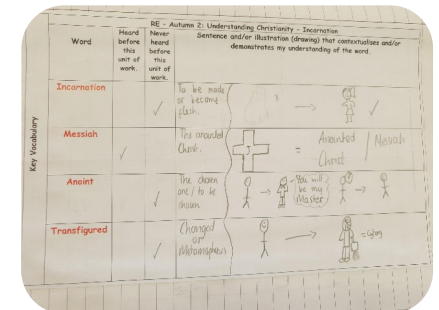 RE - Autumn 2: Understanding Christianity - Incarnation
Key Vocabulary
Word
Heard
before
this
unit of
work.
Never
heard
before
this
unit of
work.
Sentence and/or illustration (drawing) that contextualises and/or
demonstrates my understanding of the word.
Incarnation
To be made
or become
flesh.
Messiah
The anointed
Christ.
J
= Anointed / Messiah
Christ
Anoint
The chosen
one / to be
chosen
You will
be my
Master
Transfigured
Changed
or